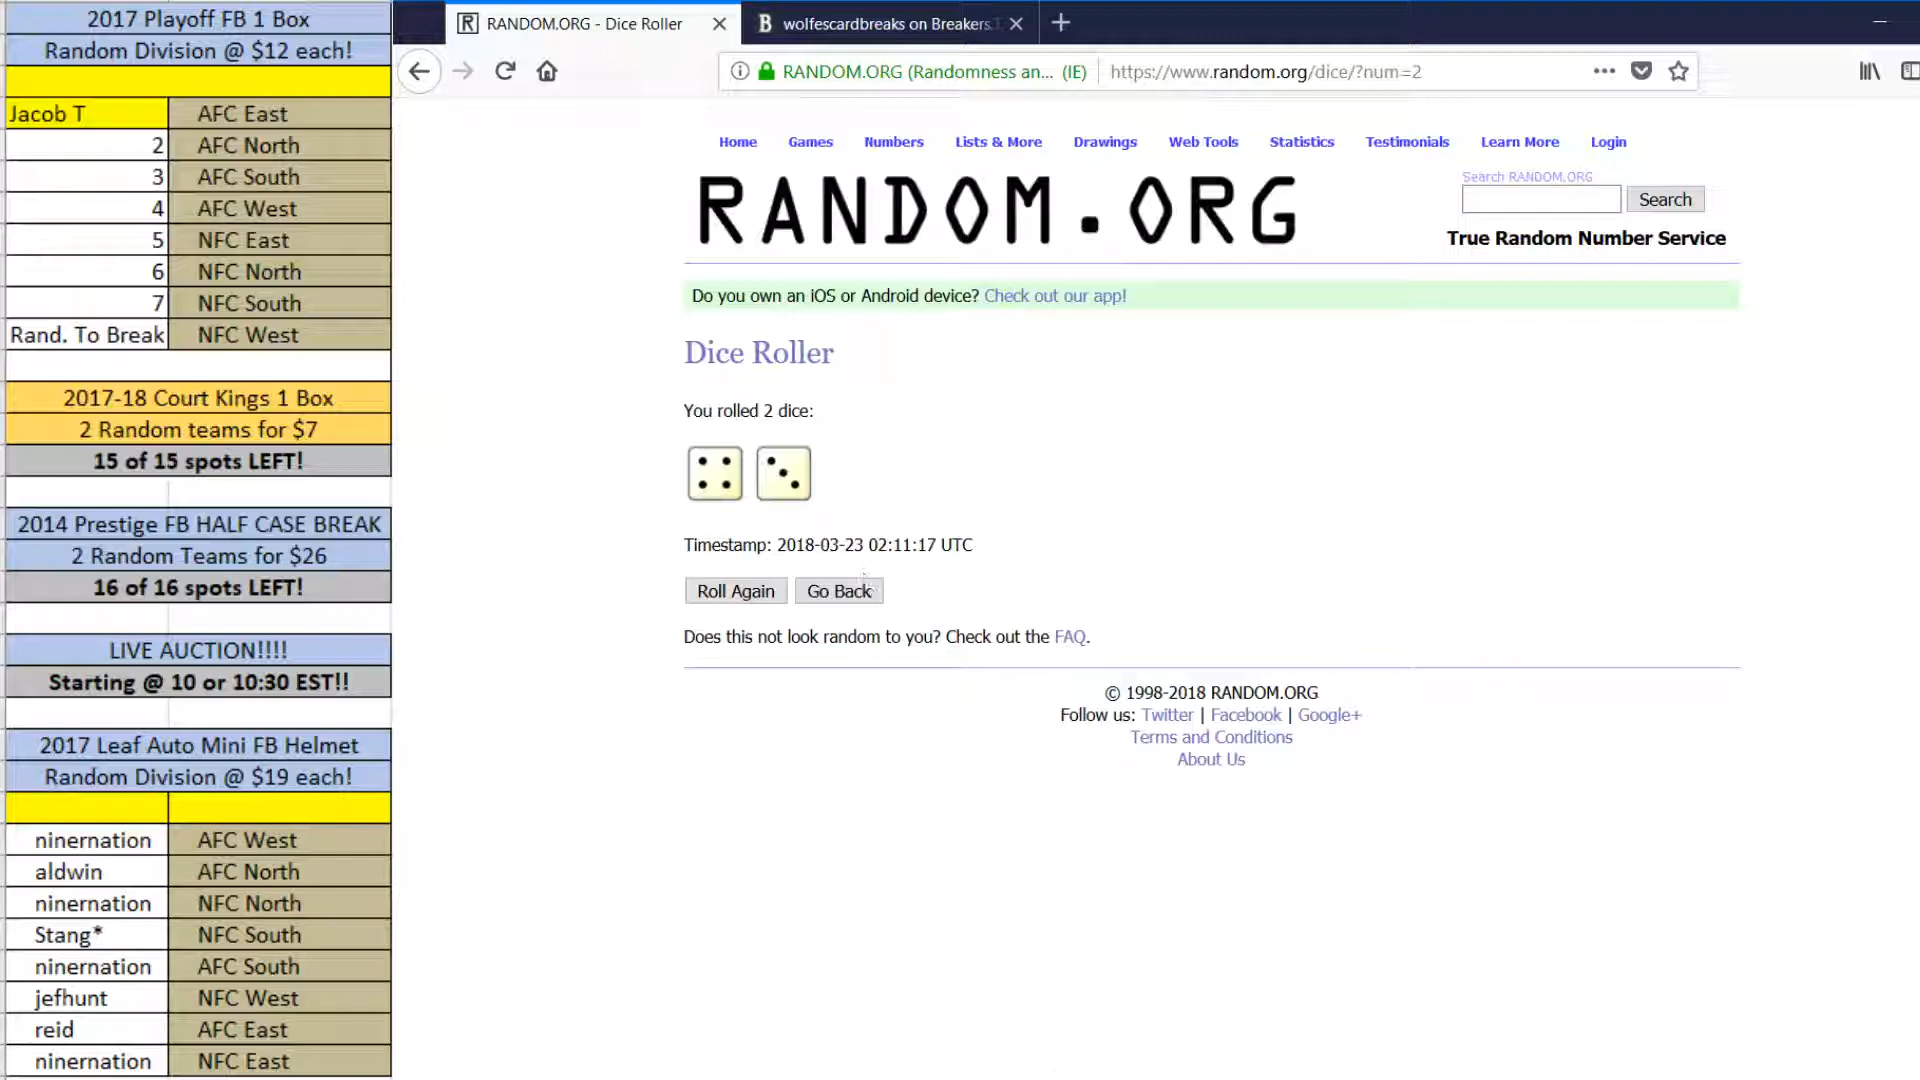 2017 Playoff FB 1 Box
Random Division @ $12 each!
Jacob T AFC East
2 AFC North
3 AFC South
4 AFC West
5 NFC East
6 NFC North
7 NFC South
Rand. To Break NFC West
2017-18 Court Kings 1 Box
2 Random teams for $7
15 of 15 spots LEFT!
2014 Prestige FB HALF CASE BREAK
2 Random Teams for $26
16 of 16 spots LEFT!
LIVE AUCTION!!!!
Starting @ 10 or 10:30 EST!!
2017 Leaf Auto Mini FB Helmet
Random Division @ $19 each!
ninernation AFC West
aldwin AFC North
ninernation NFC North
Stang* NFC South
ninernation AFC South
jefhunt NFC West
reid AFC East
ninernation NFC East
RANDOM.ORG - Dice Roller
wolfescardbreaks on Breakers.
RANDOM.ORG (Randomness an... (IE) https://www.random.org/dice/?num=2
Home Games Numbers Lists & More Drawings Web Tools Statistics Testimonials Learn More Login
RANDOM.ORG
Search RANDOM.ORG
Search
True Random Number Service
Do you own an iOS or Android device? Check out our app!
Dice Roller
You rolled 2 dice:
Timestamp: 2018-03-23 02:11:17 UTC
Roll Again Go Back
Does this not look random to you? Check out the FAQ.
© 1998-2018 RANDOM.ORG
Follow us: Twitter | Facebook | Google+
Terms and Conditions
About Us